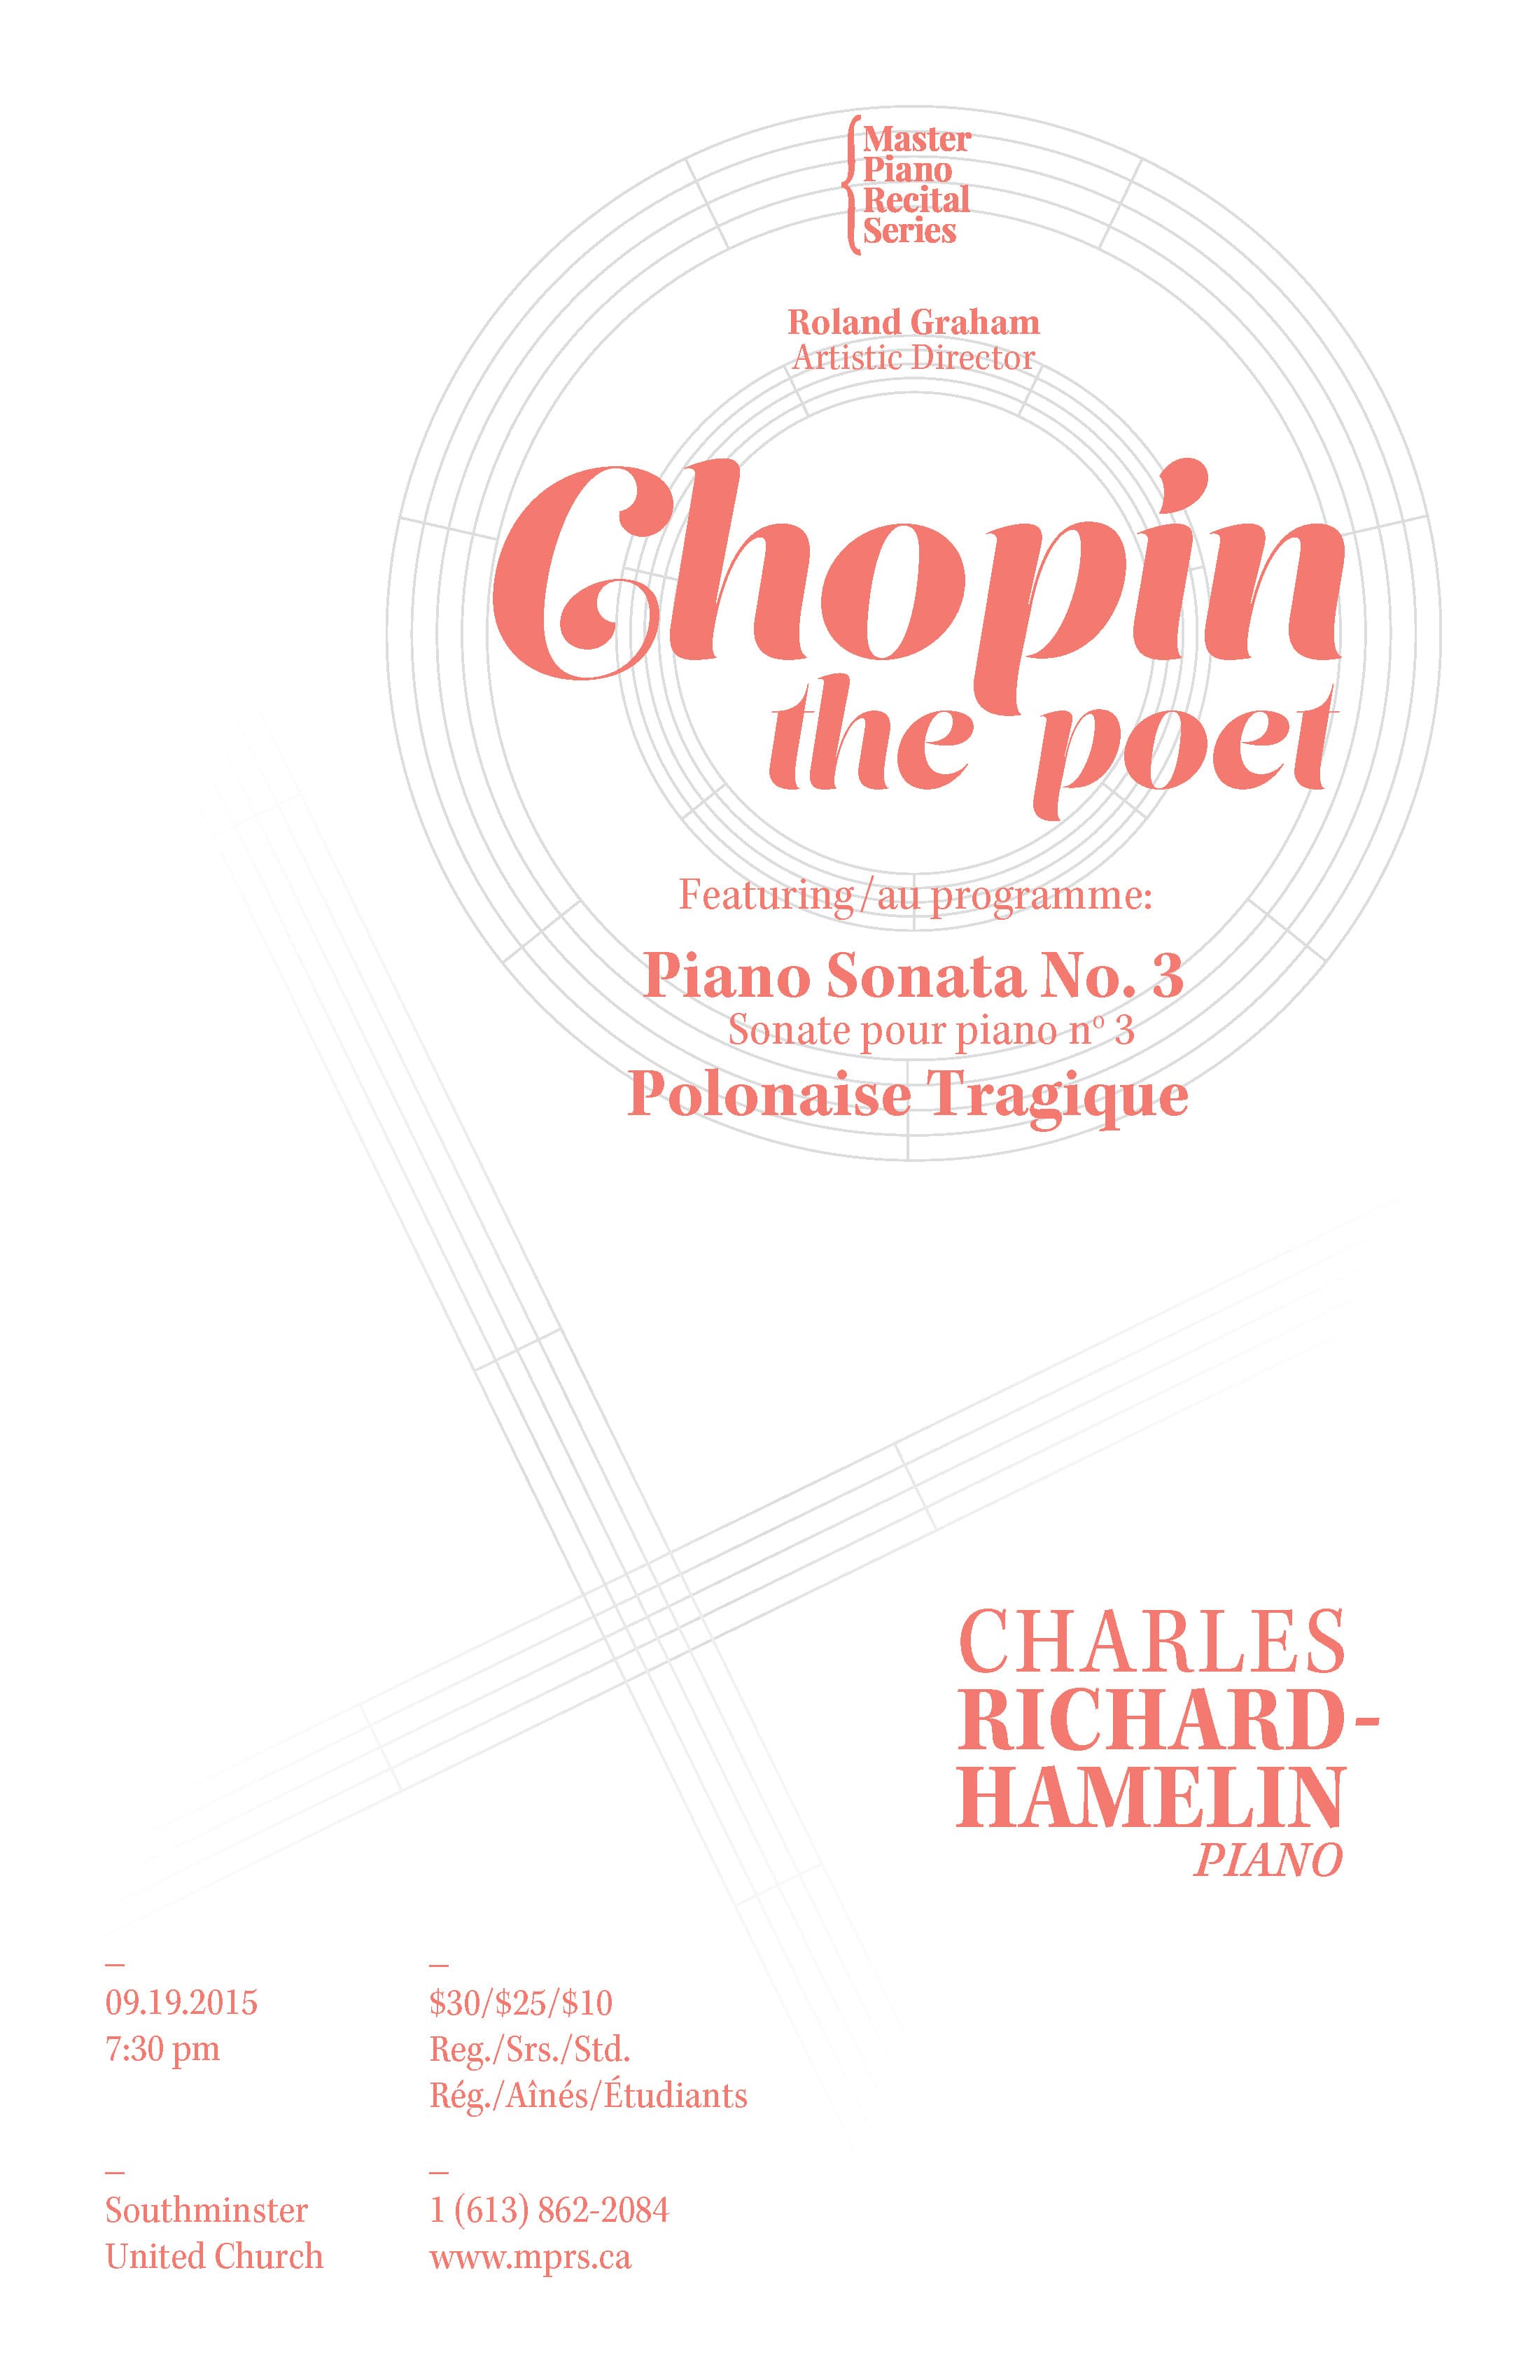 Master
Piano
Recital
Series
Roland Graham
Artistic Director
Chopin
the poet
Featuring/au programme:
Piano Sonata No. 3
Sonate pour piano nº 3
Polonaise Tragique
CHARLES
RICHARD-
HAMELIN
PIANO
09.19.2015
7:30 pm
$30/$25/$10
Reg./Srs./Std.
Rég./Aînés/Étudiants
Southminster
United Church
1 (613) 862-2084
www.mprs.ca